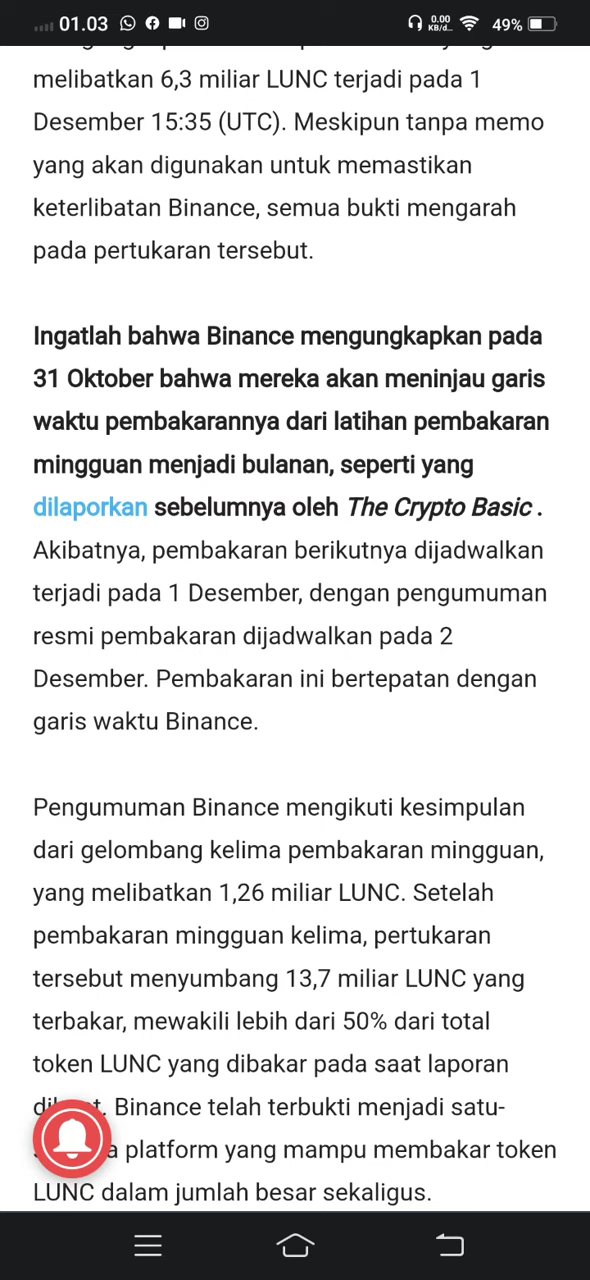 01.03
0.00
KB/d...
49%
melibatkan 6,3 miliar LUNC terjadi pada 1
Desember 15:35 (UTC). Meskipun tanpa memo
yang akan digunakan untuk memastikan
keterlibatan Binance, semua bukti mengarah
pada pertukaran tersebut.
Ingatlah bahwa Binance mengungkapkan pada
31 Oktober bahwa mereka akan meninjau garis
waktu pembakarannya dari latihan pembakaran
mingguan menjadi bulanan, seperti yang
dilaporkan sebelumnya oleh The Crypto Basic .
Akibatnya, pembakaran berikutnya dijadwalkan
terjadi pada 1 Desember, dengan pengumuman
resmi pembakaran dijadwalkan pada 2
Desember. Pembakaran ini bertepatan dengan
garis waktu Binance.
Pengumuman Binance mengikuti kesimpulan
dari gelombang kelima pembakaran mingguan,
yang melibatkan 1,26 miliar LUNC. Setelah
pembakaran mingguan kelima, pertukaran
tersebut menyumbang 13,7 miliar LUNC yang
terbakar, mewakili lebih dari 50% dari total
token LUNC yang dibakar pada saat laporan
Binance telah terbukti menjadi satu-
platform yang mampu membakar token
LUNC dalam jumlah besar sekaligus.